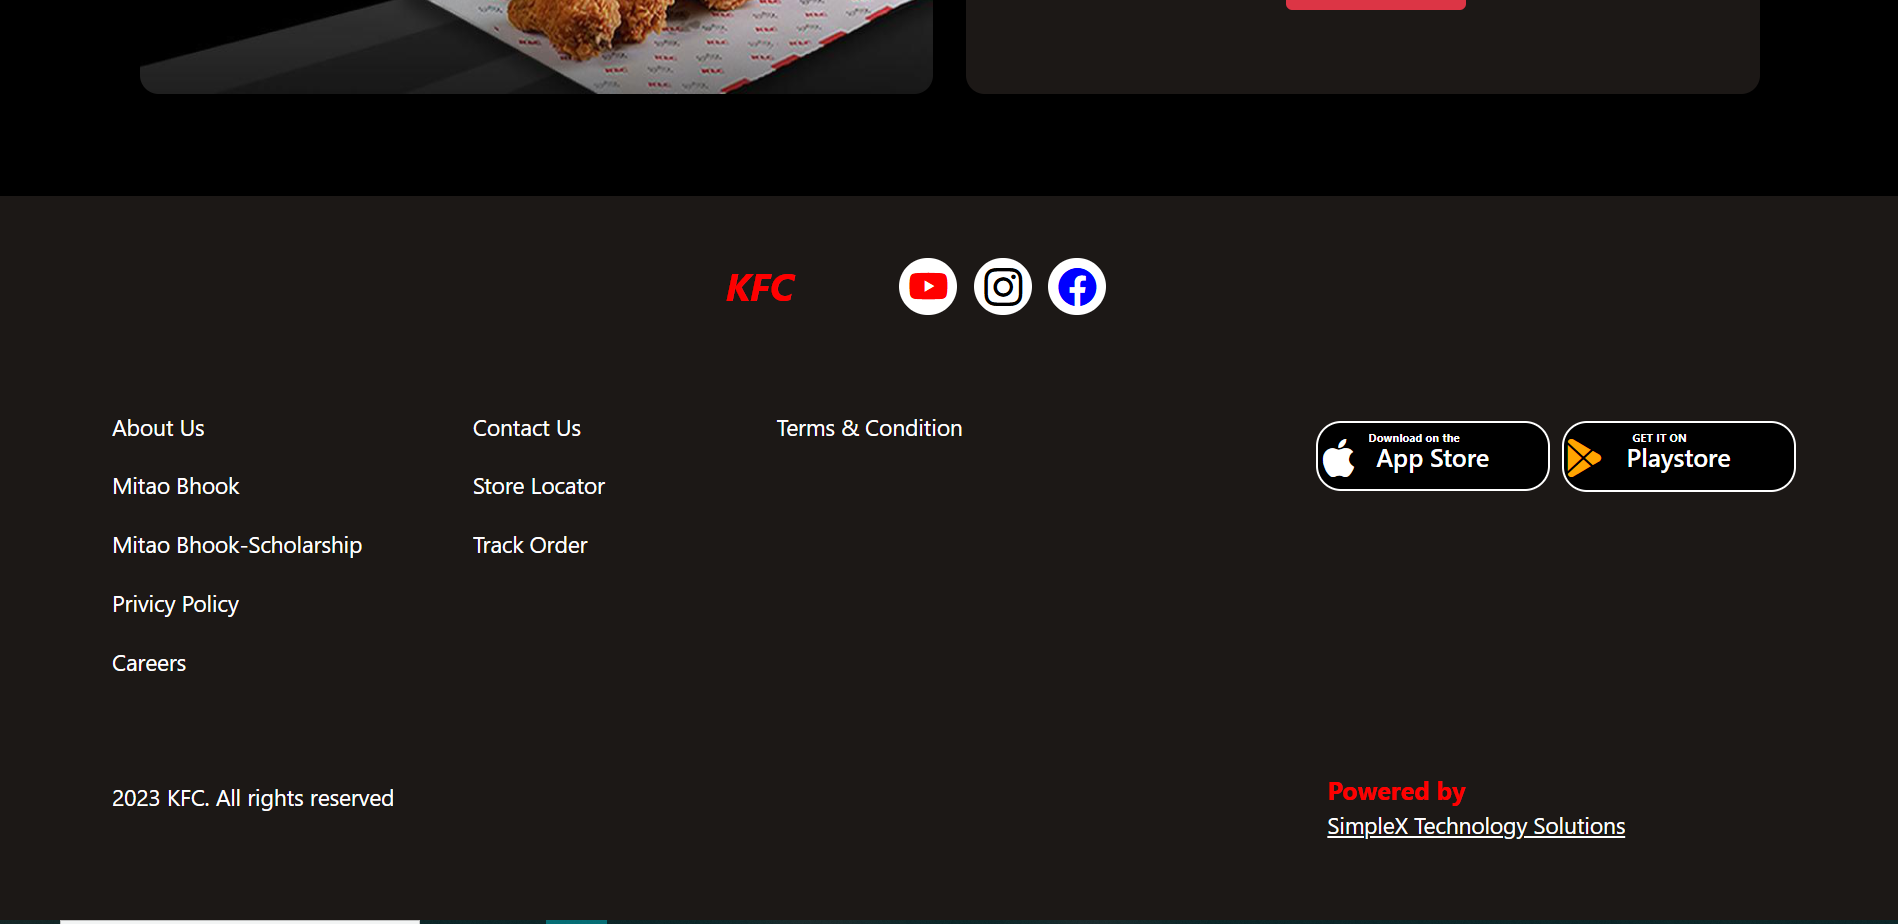 KFC
About Us
Contact Us
Terms & Condition
Download on the
App Store
GET IT ON
Playstore
Mitao Bhook
Store Locator
Mitao Bhook-Scholarship
Track Order
Privicy Policy
Careers
2023 KFC. All rights reserved
Powered by
SimpleX Technology Solutions